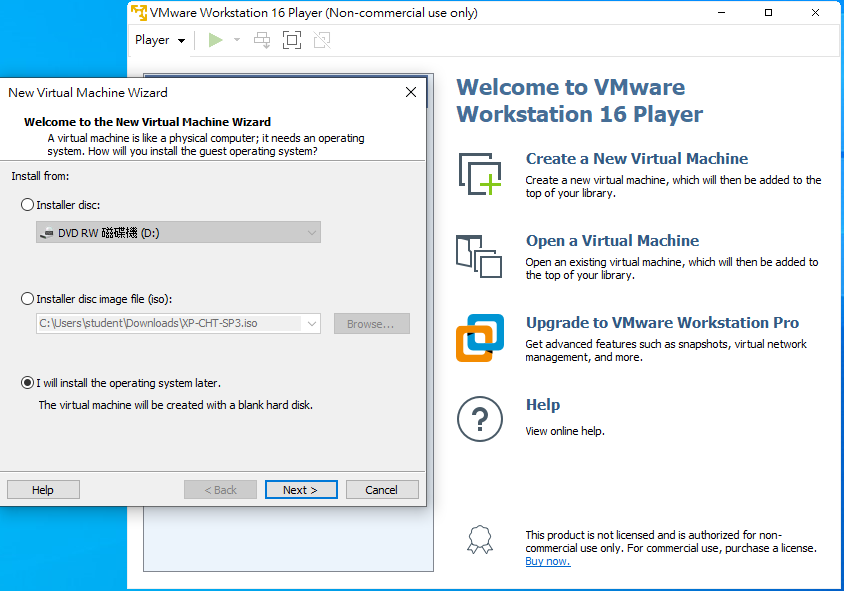 VMware Workstation 16 Player (Non-commercial use only)
Player
New Virtual Machine Wizard
Welcome to the New Virtual Machine Wizard
A virtual machine is like a physical computer; it needs an operating
system. How will you install the guest operating system?
Install from:
Installer disc:
DVD RW 磁碟機 (D:)
Installer disc image file (iso):
C:\Users\student\Downloads\XP-CHT-SP3.iso
Browse...
I will install the operating system later.
The virtual machine will be created with a blank hard disk.
Help
< Back
Next >
Cancel
Welcome to VMware
Workstation 16 Player
Create a New Virtual Machine
Create a new virtual machine, which will then be added to the
top of your library.
Open a Virtual Machine
Open an existing virtual machine, which will then be added to
the top of your library.
Upgrade to VMware Workstation Pro
Get advanced features such as snapshots, virtual network
management, and more.
?
Help
View online help.
This product is not licensed and is authorized for non-
commercial use only. For commercial use, purchase a license.
Buy now.